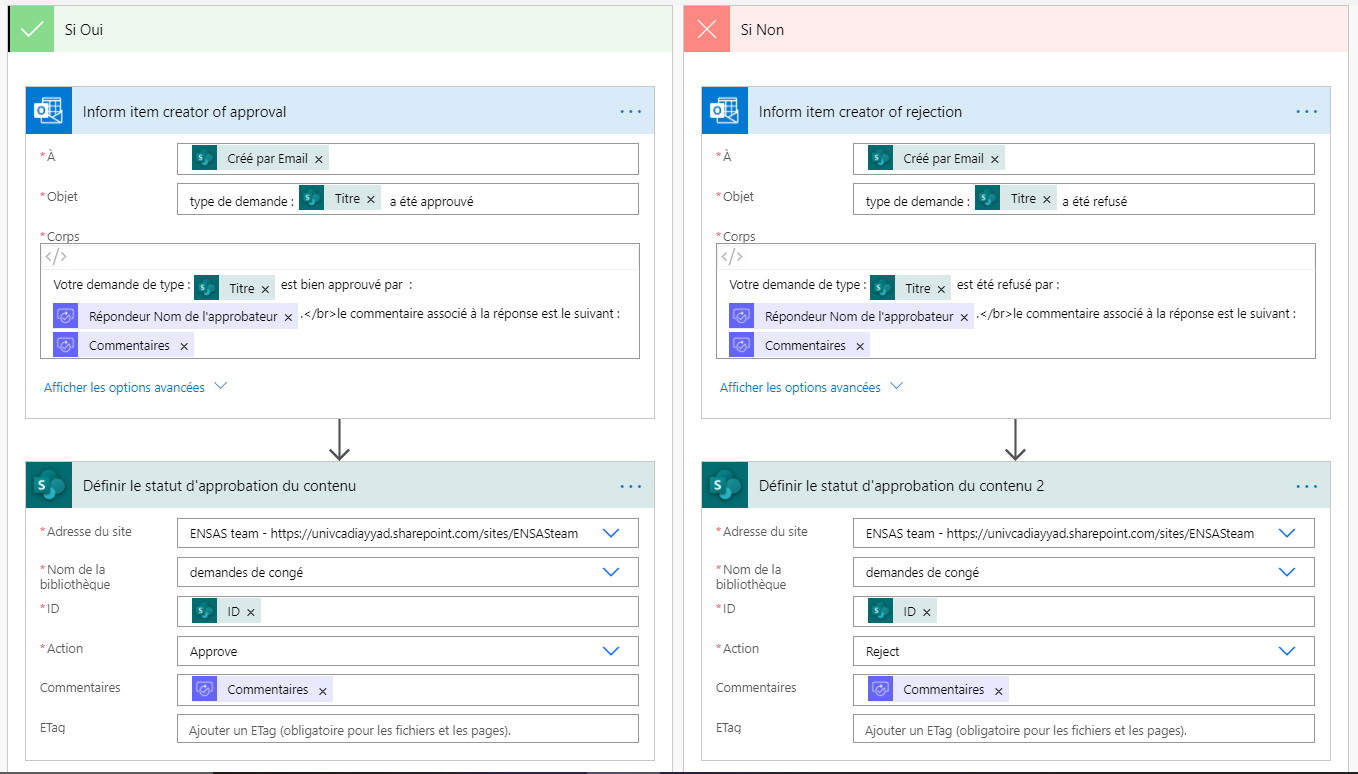 Si Oui
Inform item creator of approval
* À
Créé par Email ×
* Objet
type de demande : Titre × a été approuvé
* Corps
</>
Votre demande de type : Titre × est bien approuvé par :
Répondeur Nom de l'approbateur × .</br>le commentaire associé à la réponse est le suivant :
Commentaires ×
Afficher les options avancées
Définir le statut d'approbation du contenu
* Adresse du site
ENSAS team - https://univcadiayyad.sharepoint.com/sites/ENSASteam
* Nom de la
bibliothèque
demandes de congé
* ID
ID ×
* Action
Approve
Commentaires
Commentaires ×
ETag
Ajouter un ETag (obligatoire pour les fichiers et les pages).
Si Non
Inform item creator of rejection
* À
Créé par Email ×
* Objet
type de demande : Titre × a été refusé
* Corps
</>
Votre demande de type : Titre × est été refusé par :
Répondeur Nom de l'approbateur × .</br>le commentaire associé à la réponse est le suivant :
Commentaires ×
Afficher les options avancées
Définir le statut d'approbation du contenu 2
* Adresse du site
ENSAS team - https://univcadiayyad.sharepoint.com/sites/ENSASteam
* Nom de la
bibliothèque
demandes de congé
* ID
ID ×
* Action
Reject
Commentaires
Commentaires ×
ETag
Ajouter un ETag (obligatoire pour les fichiers et les pages).